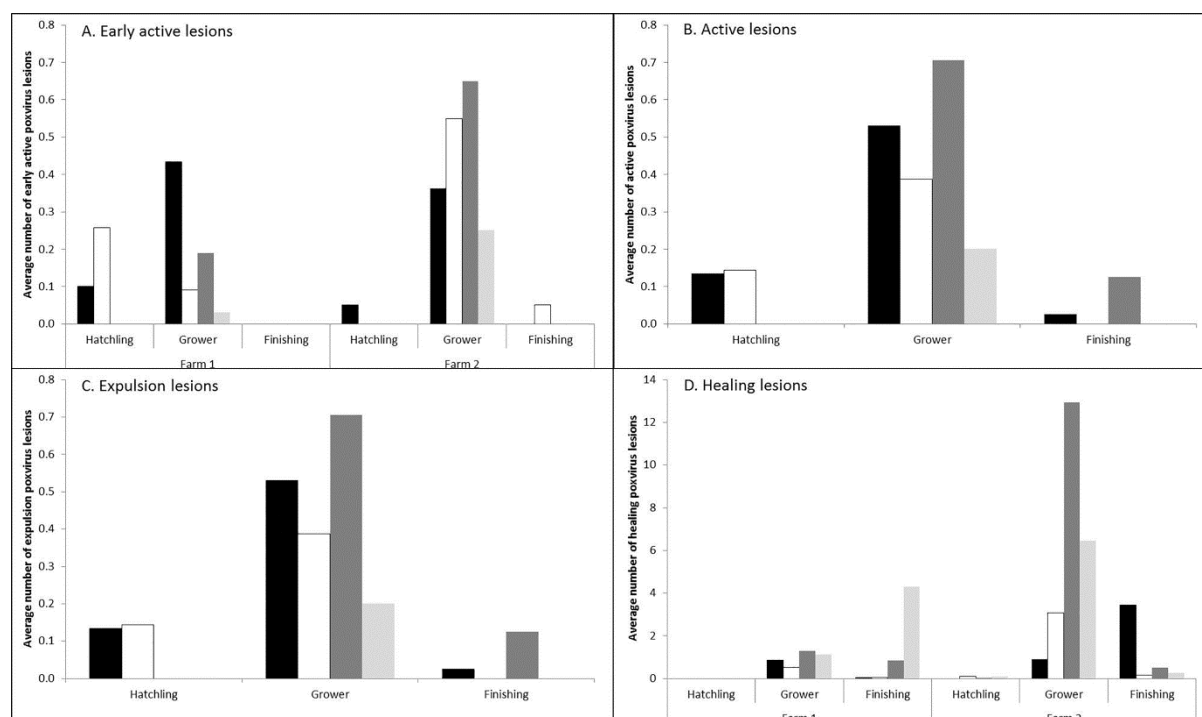 A. Early active lesions
Average number of early active poxvirus lesions
0.8
0.7
0.6
0.5
0.4
0.3
0.2
0.1
0.0
Hatchling Grower Finishing Hatchling Grower Finishing
Farm 1 Farm 2
B. Active lesions
Average number of active poxvirus lesions
0.8
0.7
0.6
0.5
0.4
0.3
0.2
0.1
0.0
Hatchling Grower Finishing
C. Expulsion lesions
Average number of expulsion poxvirus lesions
0.8
0.7
0.6
0.5
0.4
0.3
0.2
0.1
0.0
Hatchling Grower Finishing
D. Healing lesions
Average number of healing poxvirus lesions
14
12
10
8
6
4
2
0
Hatchling Grower Finishing Hatchling Grower Finishing
Farm 1 Farm 2